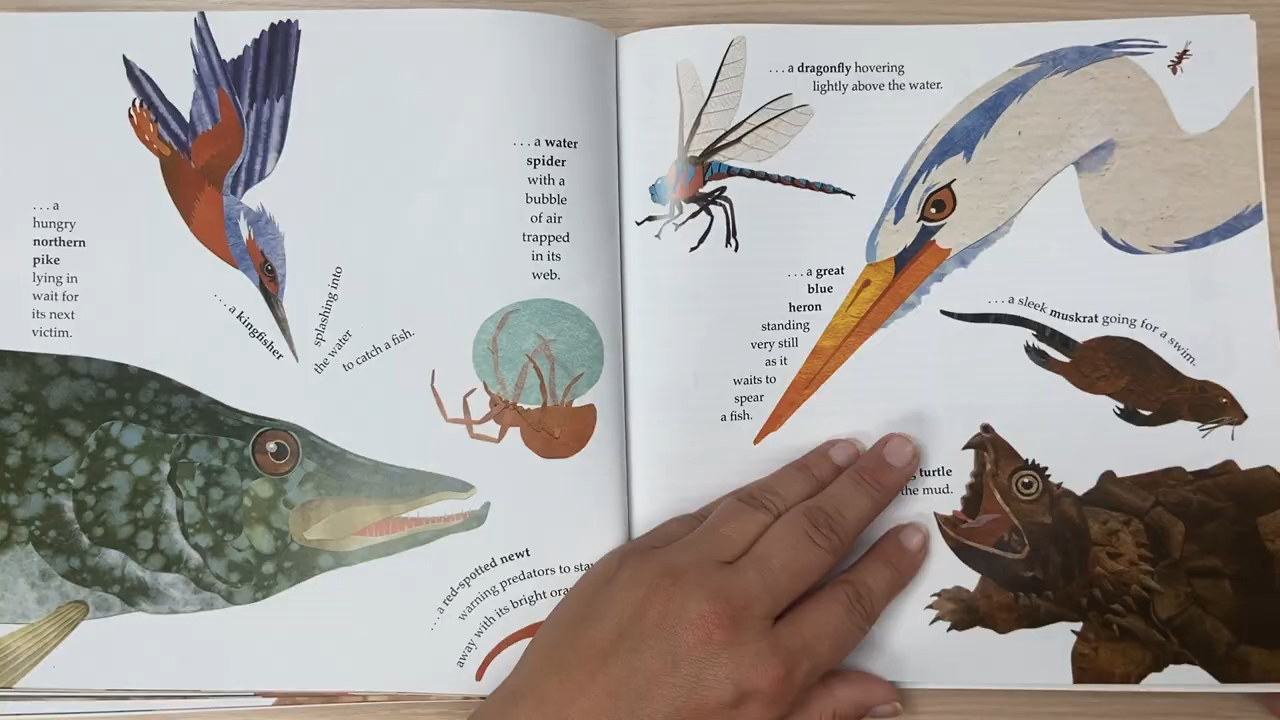 . . . a
hungry
northern
pike
lying in
wait for
its next
victim.
. . . a kingfisher
splashing into
the water
to catch a fish.
. . . a water
spider
with a
bubble
of air
trapped
in its
web.
. . . a red-spotted newt
warning predators to
away with its bright
. . . a dragonfly hovering
lightly above the water.
. . . a great
blue
heron
standing
very still
as it
waits to
spear
a fish.
. . . a sleek muskrat going for a swim.
turtle
the mud.